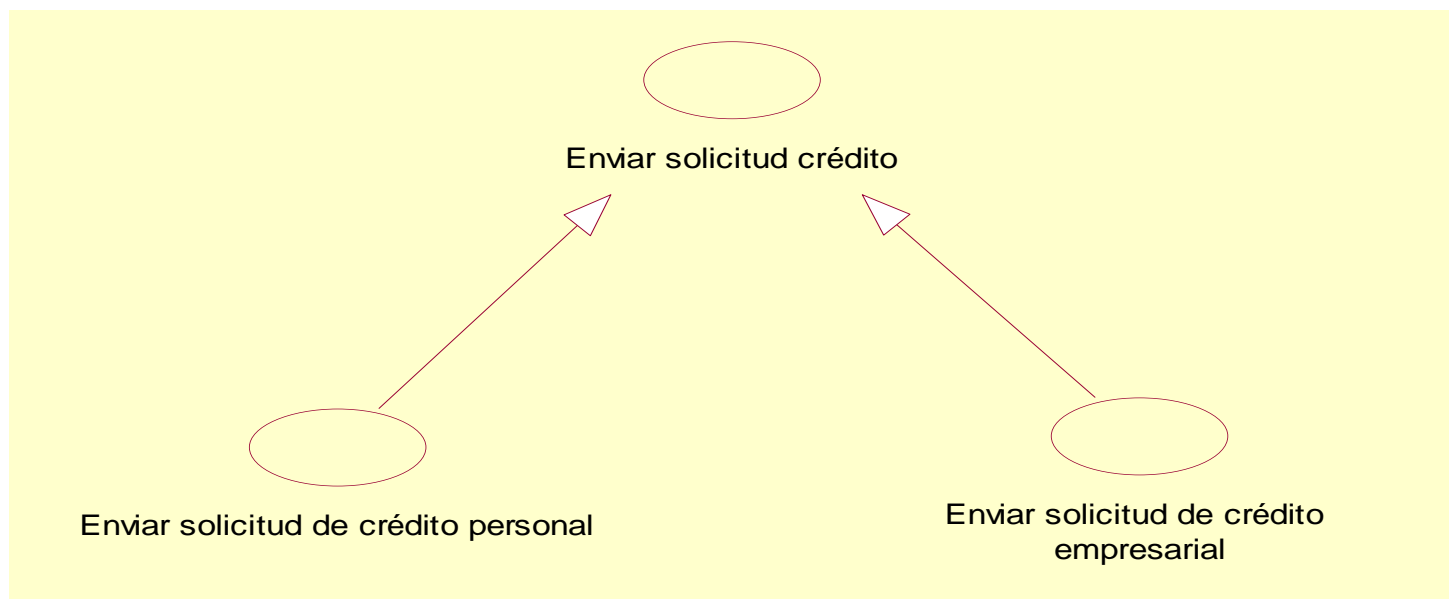 Enviar solicitud crédito
Enviar solicitud de crédito personal
Enviar solicitud de crédito
empresarial